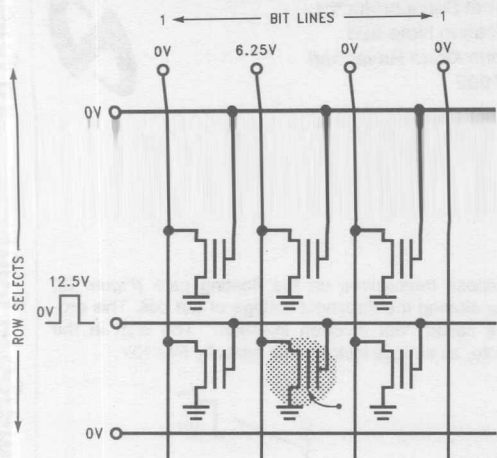 1 BIT LINES 1
0V 6.25V 0V 0V
0V
ROW SELECTS
12.5V
0V
0V